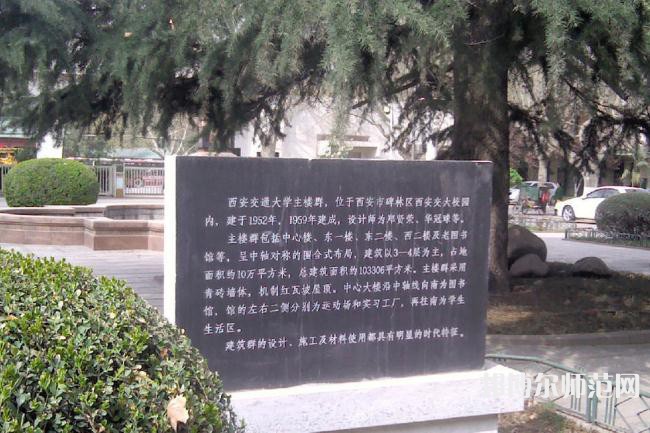 西安交通大学主楼群，位于西安市碑林区西安交大校园
内，建于1952年，1959年建成，设计师为郑贤荣、华冠球等。
主楼群包括中心楼、东一楼、东二楼、西二楼及老图书
馆等，呈中轴对称的围合式布局，建筑以3—4层为主，占地
面积约10万平方米，总建筑面积约103306平方米。主楼群采用
青砖墙体，机制红瓦坡屋顶。中心大楼沿中轴线向南为图书
馆，馆的左右二侧分别为运动场和实习工厂，再往南为学生
生活区。
建筑群的设计、施工及材料使用都具有明显的时代特征。
尔师范网